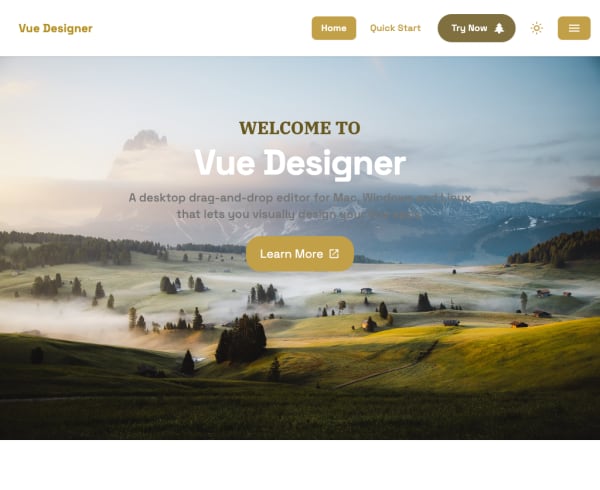 Vue Designer
Home
Quick Start
Try Now
WELCOME TO
Vue Designer
A desktop drag-and-drop editor for Mac, Windows and Linux
that lets you visually design your
Learn More